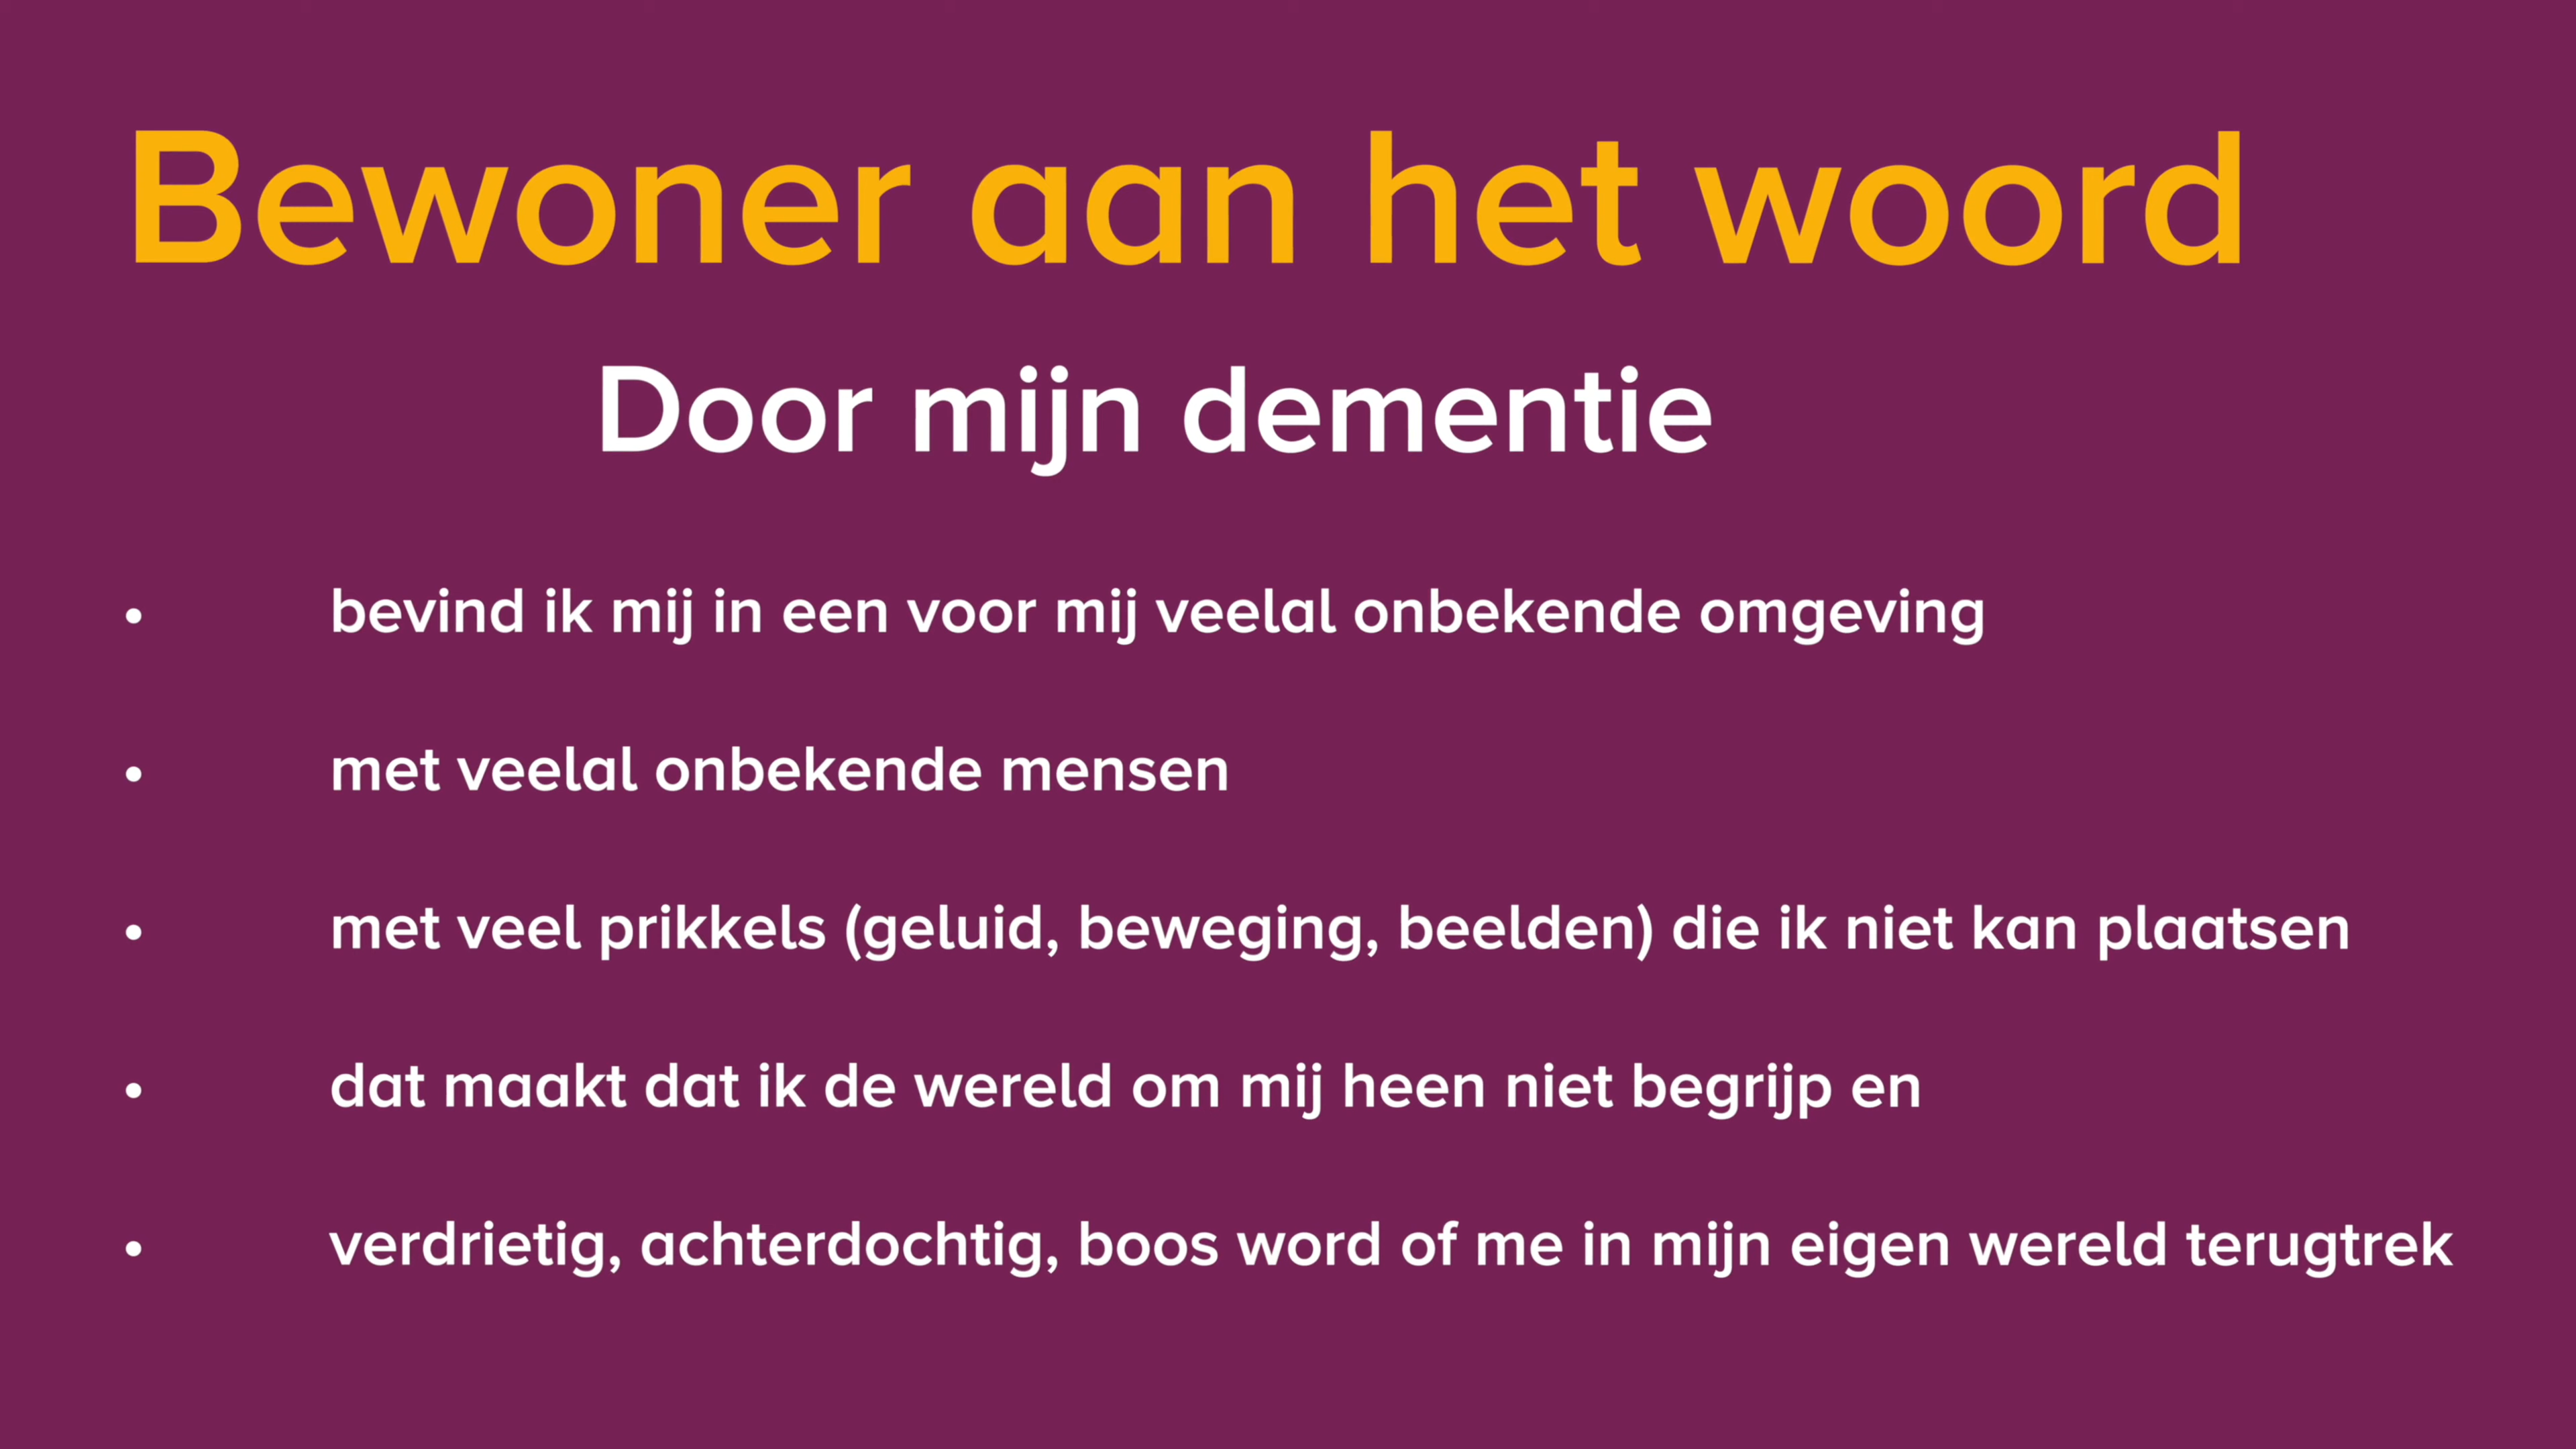 Bewoner aan het woord
Door mijn dementie
• bevind ik mij in een voor mij veelal onbekende omgeving
• met veelal onbekende mensen
• met veel prikkels (geluid, beweging, beelden) die ik niet kan plaatsen
• dat maakt dat ik de wereld om mij heen niet begrijp en
• verdrietig, achterdochtig, boos word of me in mijn eigen wereld terugtrek